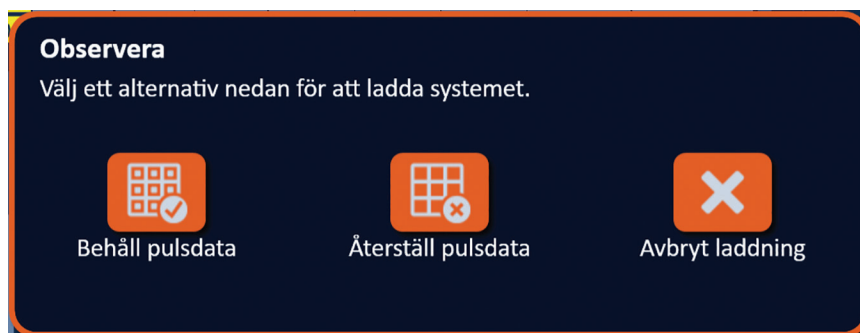 Observera
Välj ett alternativ nedan för att ladda systemet.
Behåll pulsdata
Återställ pulsdata
Avbryt laddning